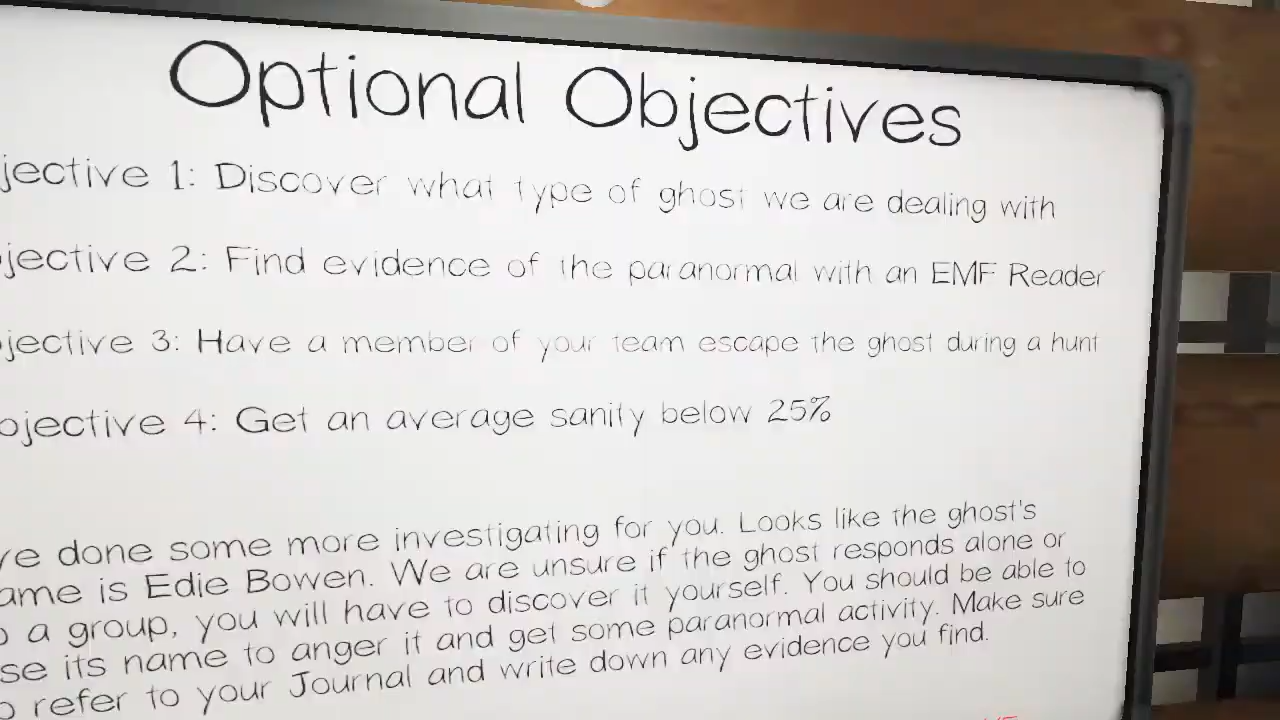 Optional Objectives
jective 1: Discover what type of ghost we are dealing with
jective 2: Find evidence of the paranormal with an EMF Reader
jective 3: Have a member of your team escape the ghost during a hunt
bjective 4: Get an average sanity below 25%
ve done some more investigating for you. Looks like the ghost's
ame is Edie Bowen. We are unsure if the ghost responds alone or
o a group, you will have to discover it yourself. You should be able to
se its name to anger it and get some paranormal activity. Make sure
o refer to your Journal and write down any evidence you find.